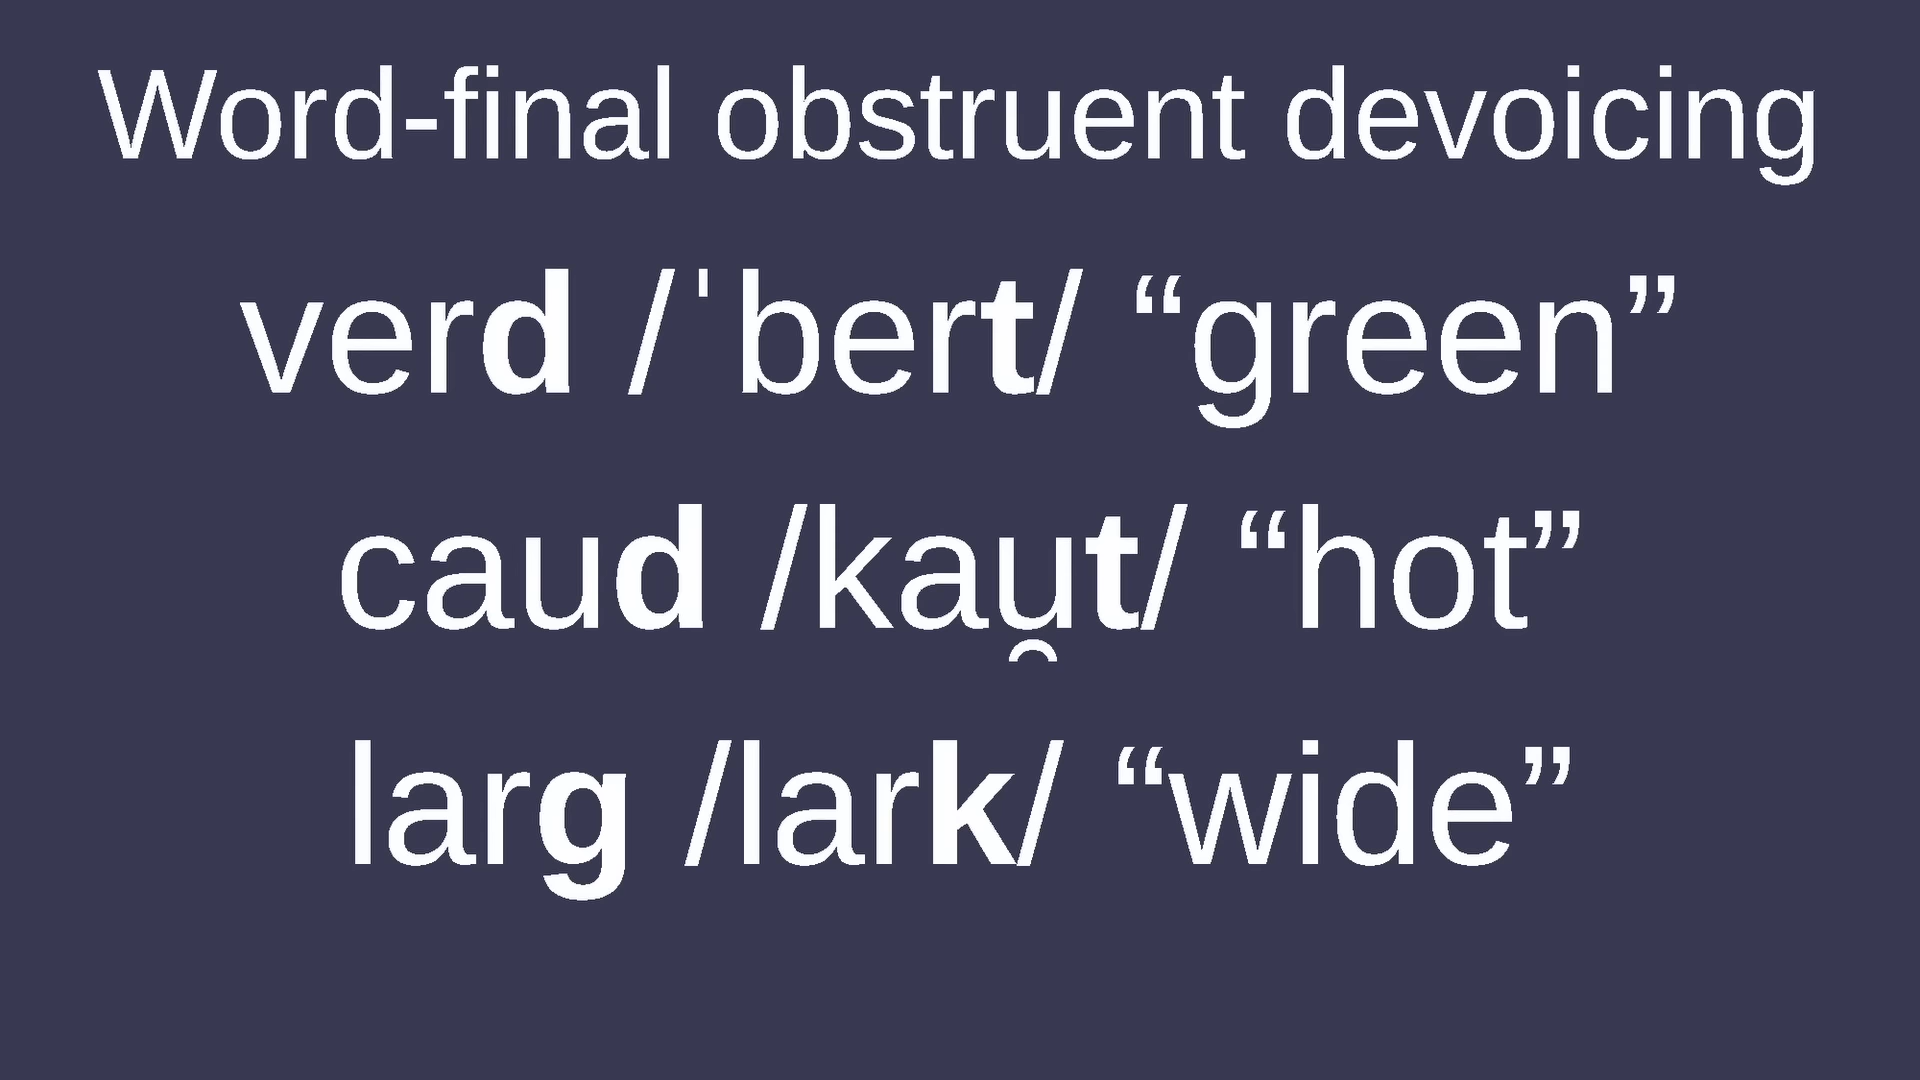 Word-final obstruent devoicing
verd /ˈbert/ “green”
caud /kau̯t/ “hot”
larg /lark/ “wide”